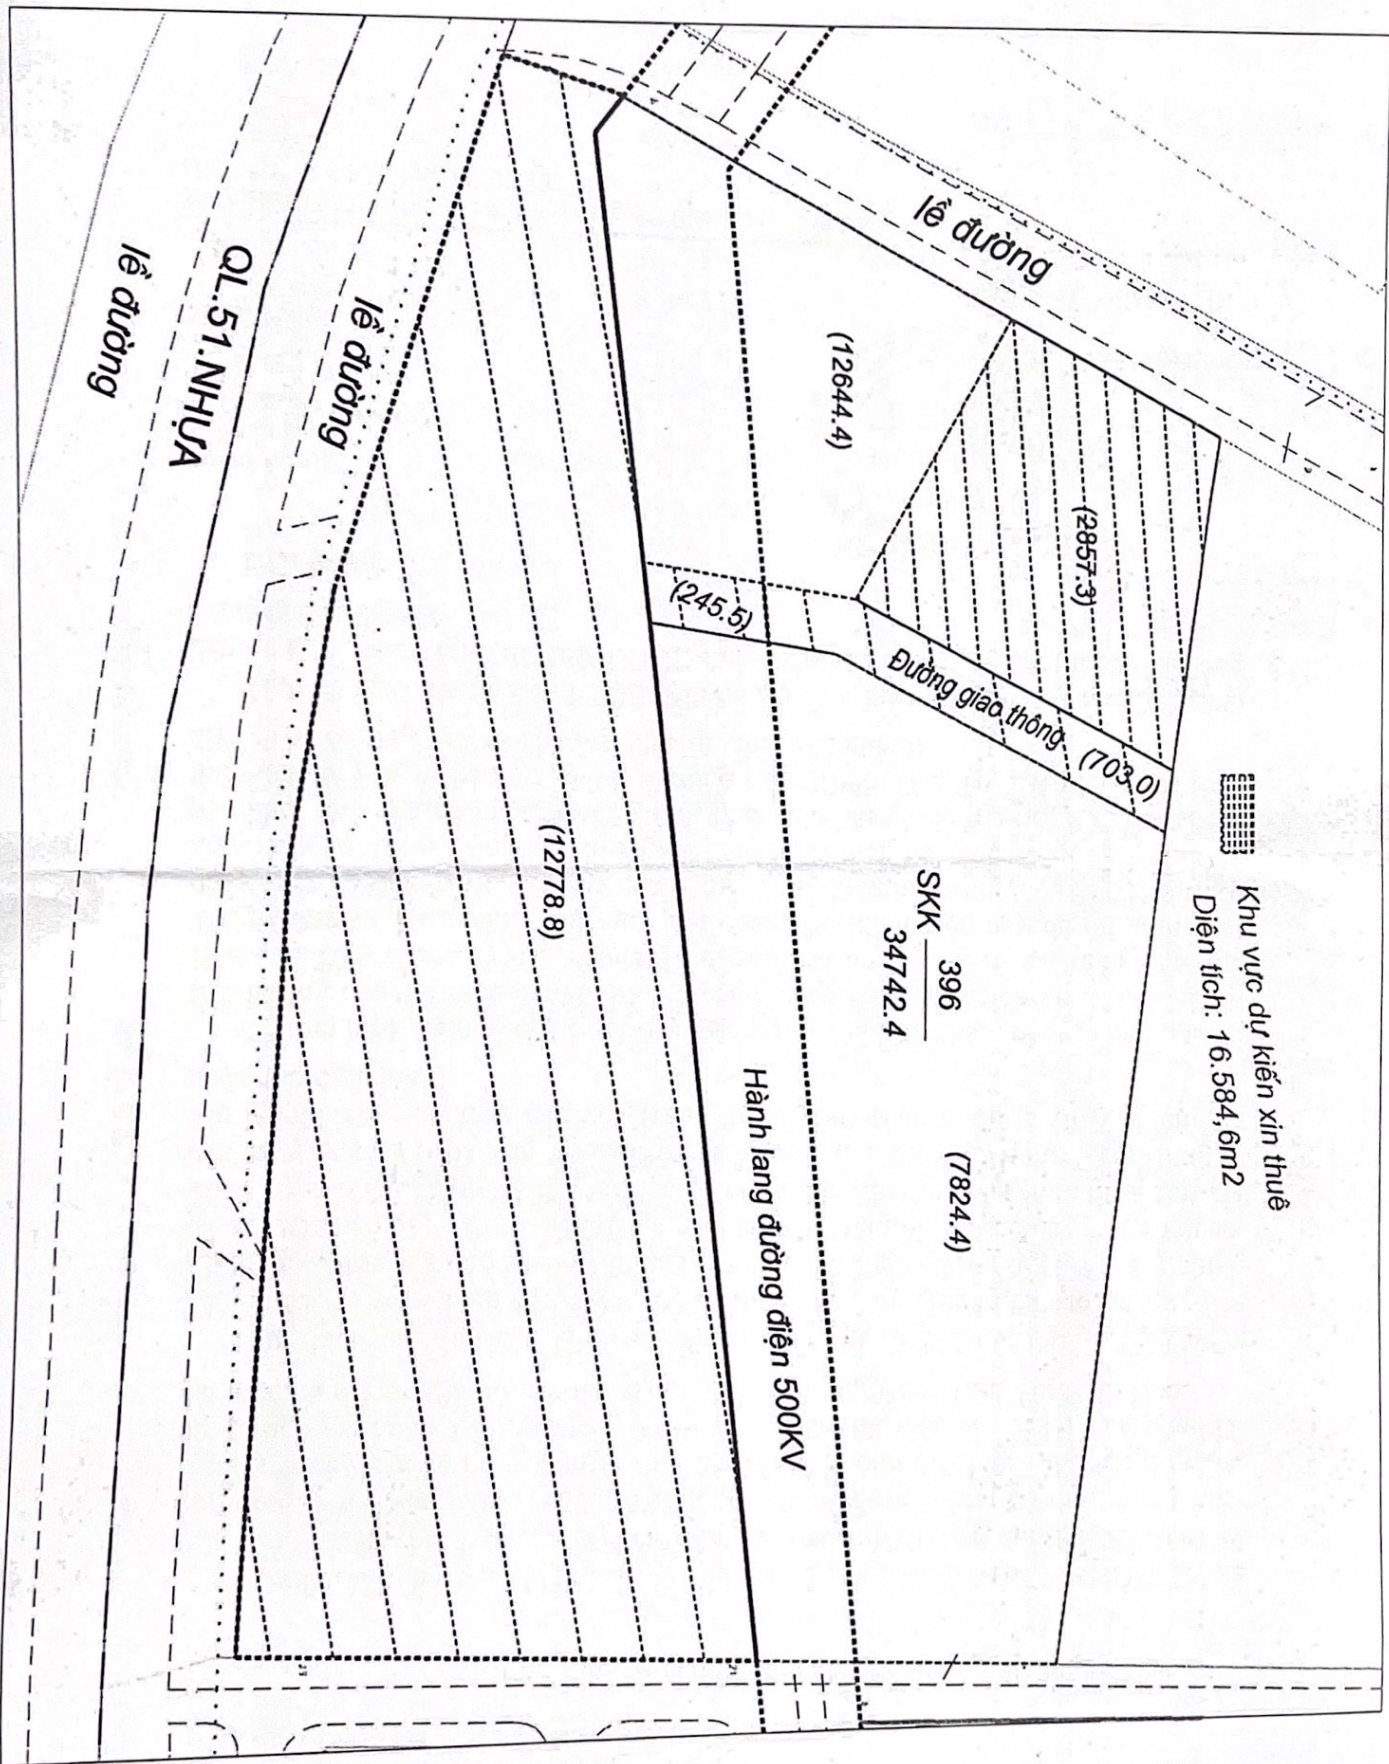 Khu vực dự kiến xin thuê
Diện tích: 16.584,6m2
lề đường
(2857.3)
(12644.4)
Đường giao thông
(703.0)
(245.5)
SKK 396
34742.4
(7824.4)
Hành lang đường điện 500KV
(12778.8)
lề đường
QL.51.NHỰA
lề đường